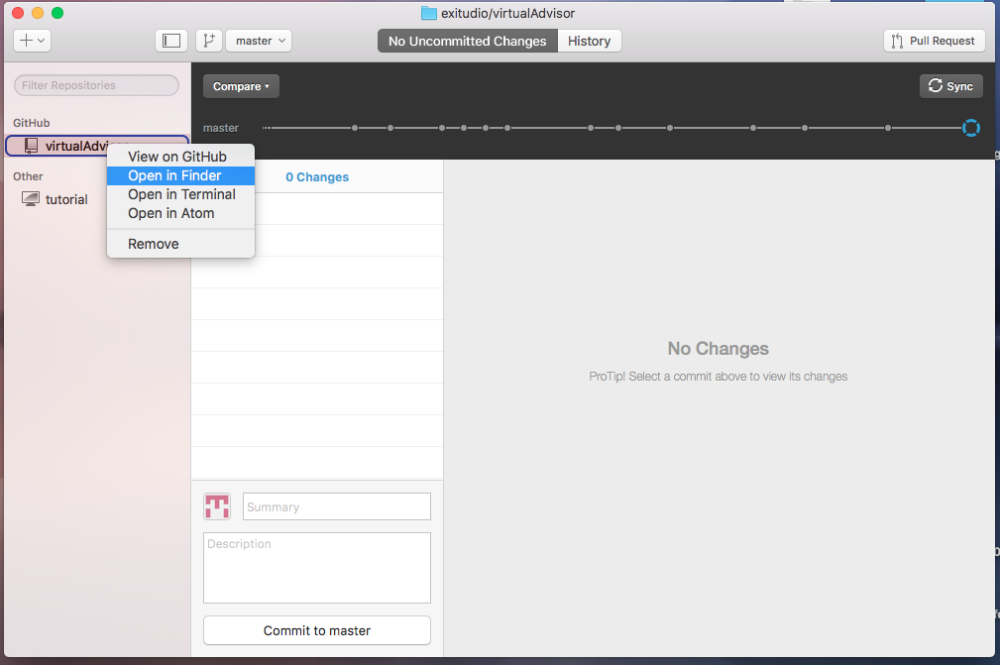 exitudio/virtualAdvisor
master
No Uncommitted Changes
History
Pull Request
Filter Repositories
Compare
Sync
GitHub
master
View on GitHub
Open in Finder
0 Changes
Other
Open in Terminal
tutorial
Open in Atom
Remove
No Changes
ProTip! Select a commit above to view its changes
Summary
Description
Commit to master